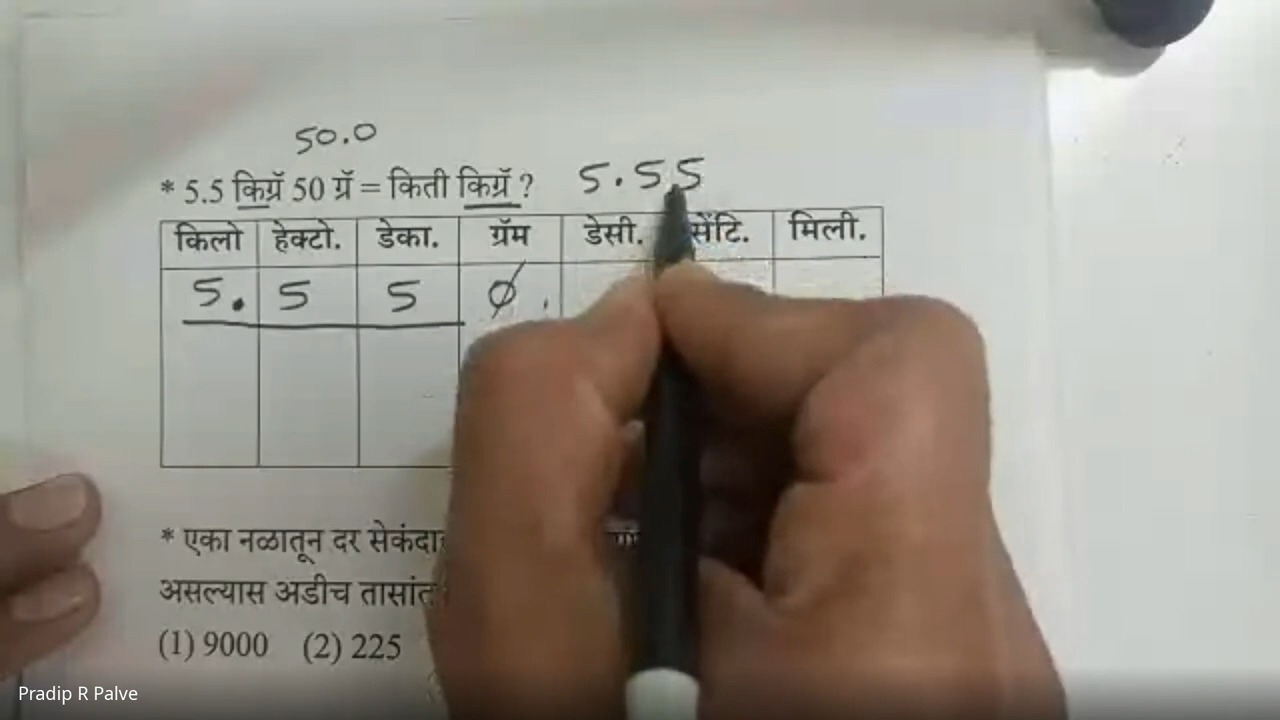 50.0
* 5.5 किग्रॅ 50 ग्रॅ = किती किग्रॅ ? 5.55
किलो हेक्टो. डेका. ग्रॅम डेसी. सेंटि. मिली.
5. 5 5 0 .
* एका नळातून दर सेकंदा
असल्यास अडीच तासांत
(1) 9000 (2) 225
Pradip R Palve